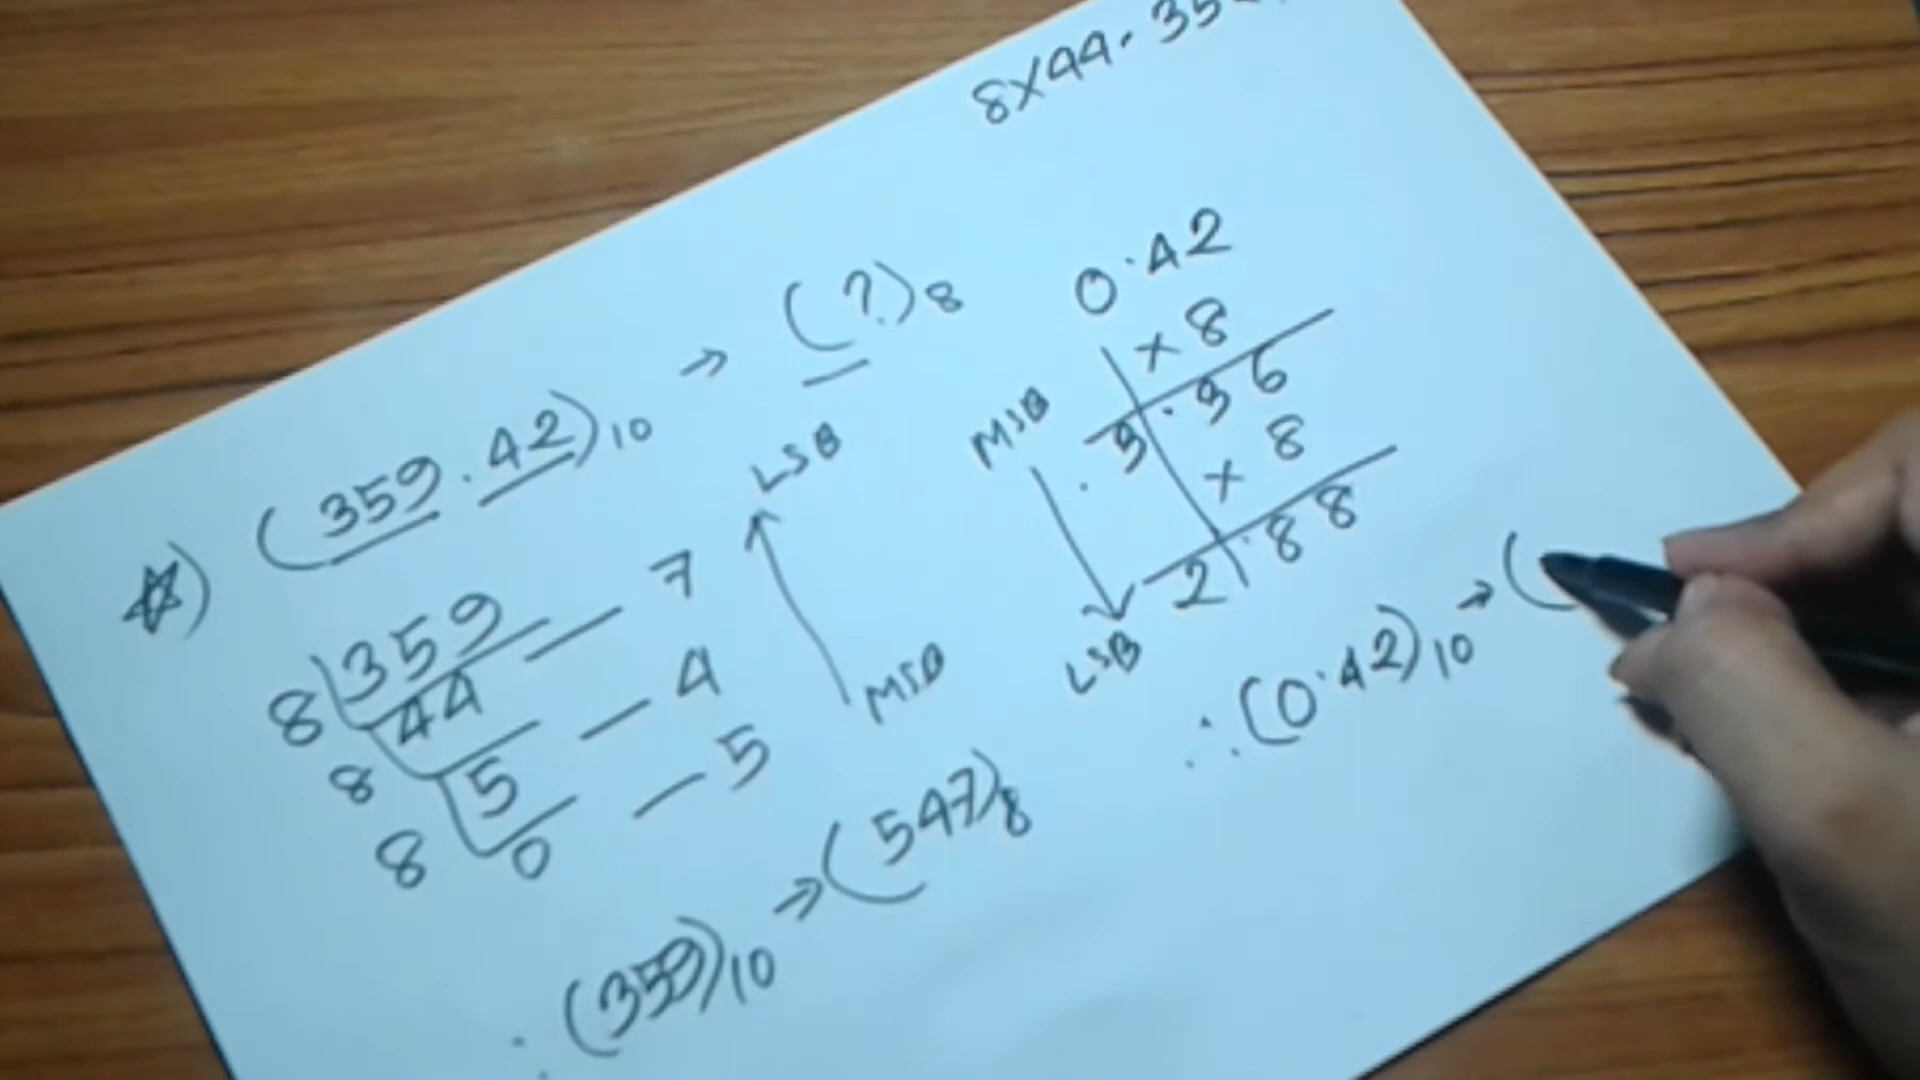 8×44=35
(359.42)10 → (?)8
8 359 — 7 LSB
8 44 — 4
8 5 — 5 MSB
0
∴ (359)10 → (547)8
0.42
× 8
MSB 3.36
× 8
LSB 2.88
∴ (0.42)10 → (